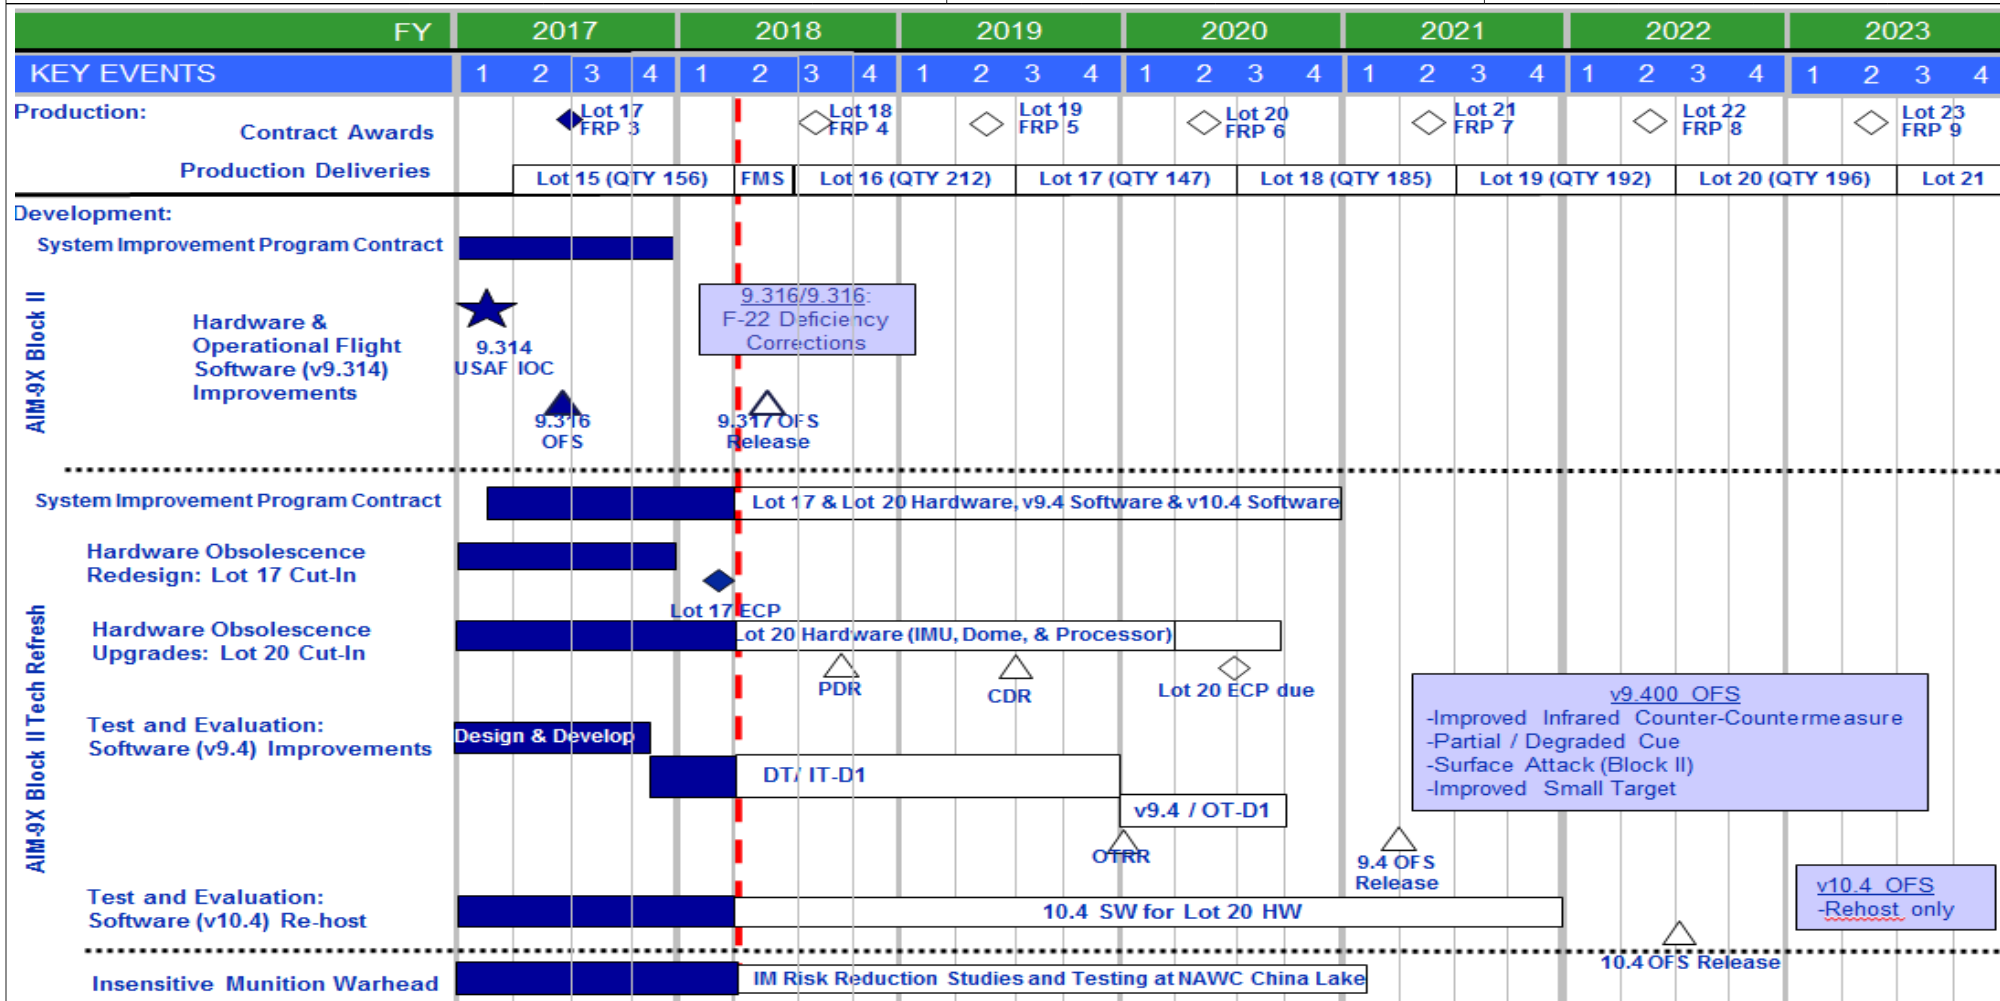 FY 2017 2018 2019 2020 2021 2022 2023
KEY EVENTS 1 2 3 4 1 2 3 4 1 2 3 4 1 2 3 4 1 2 3 4 1 2 3 4 1 2 3 4
Production:
Contract Awards
Lot 17
FRP 3
Lot 18
FRP 4
Lot 19
FRP 5
Lot 20
FRP 6
Lot 21
FRP 7
Lot 22
FRP 8
Lot 23
FRP 9
Production Deliveries
Lot 15 (QTY 156) FMS Lot 16 (QTY 212) Lot 17 (QTY 147) Lot 18 (QTY 185) Lot 19 (QTY 192) Lot 20 (QTY 196) Lot 21
Development:
AIM-9X Block II
System Improvement Program Contract
Hardware &
Operational Flight
Software (v9.314)
Improvements
9.314
USAF IOC
9.316
OFS
9.316/9.316:
F-22 Deficiency
Corrections
9.317 OFS
Release
AIM-9X Block II Tech Refresh
System Improvement Program Contract
Lot 17 & Lot 20 Hardware, v9.4 Software & v10.4 Software
Hardware Obsolescence
Redesign: Lot 17 Cut-In
Lot 17 ECP
Hardware Obsolescence
Upgrades: Lot 20 Cut-In
Lot 20 Hardware (IMU, Dome, & Processor)
PDR
CDR
Lot 20 ECP due
Test and Evaluation:
Software (v9.4) Improvements
Design & Develop
DT/ IT-D1
v9.4 / OT-D1
OTRR
9.4 OFS
Release
v9.400 OFS
-Improved Infrared Counter-Countermeasure
-Partial / Degraded Cue
-Surface Attack (Block II)
-Improved Small Target
Test and Evaluation:
Software (v10.4) Re-host
10.4 SW for Lot 20 HW
v10.4 OFS
-Rehost only
10.4 OFS Release
Insensitive Munition Warhead
IM Risk Reduction Studies and Testing at NAWC China Lake